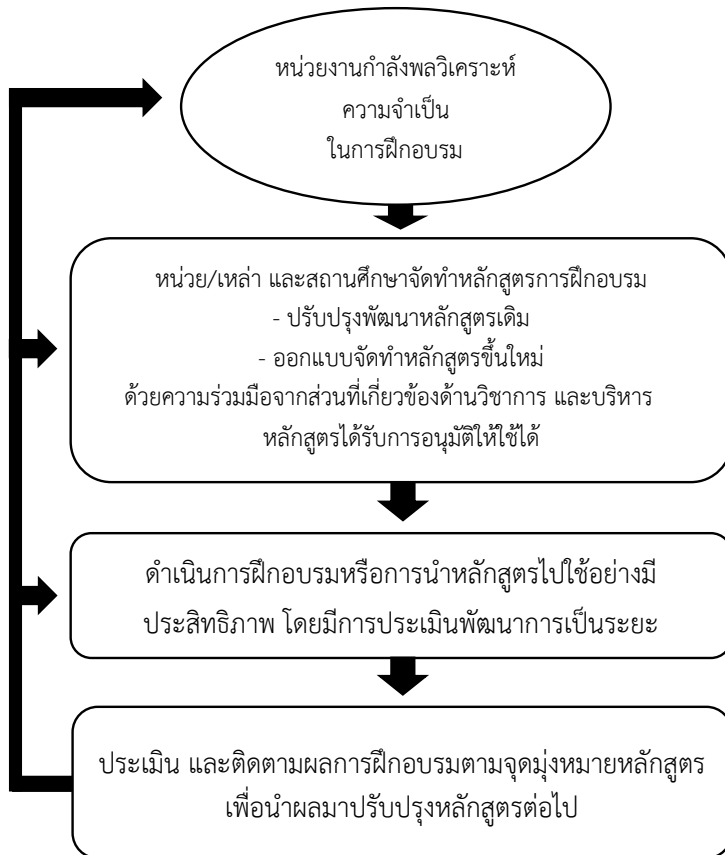 หน่วยงานกำลังพลวิเคราะห์
ความจำเป็น
ในการฝึกอบรม
หน่วย/เหล่า และสถานศึกษาจัดทำหลักสูตรการฝึกอบรม
- ปรับปรุงพัฒนาหลักสูตรเดิม
- ออกแบบจัดทำหลักสูตรขึ้นใหม่
ด้วยความร่วมมือจากส่วนที่เกี่ยวข้องด้านวิชาการ และบริหาร
หลักสูตรได้รับการอนุมัติให้ใช้ได้
ดำเนินการฝึกอบรมหรือการนำหลักสูตรไปใช้อย่างมี
ประสิทธิภาพ โดยมีการประเมินพัฒนาการเป็นระยะ
ประเมิน และติดตามผลการฝึกอบรมตามจุดมุ่งหมายหลักสูตร
เพื่อนำผลมาปรับปรุงหลักสูตรต่อไป